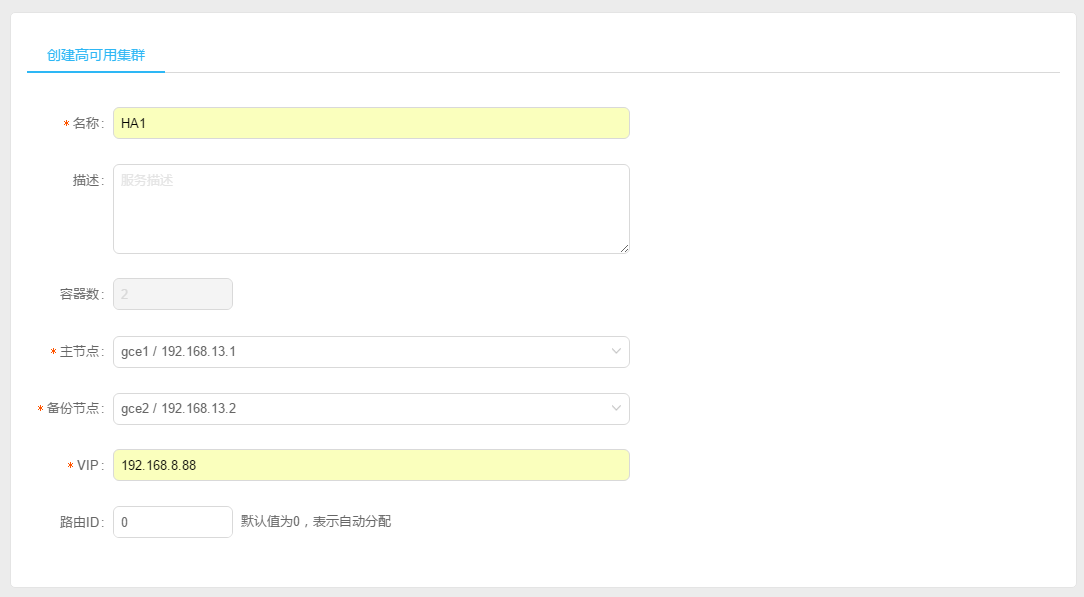 创建高可用集群
* 名称: HA1
描述: 服务描述
容器数: 2
* 主节点: gce1 / 192.168.13.1
* 备份节点: gce2 / 192.168.13.2
* VIP: 192.168.8.88
路由ID: 0 默认值为0，表示自动分配